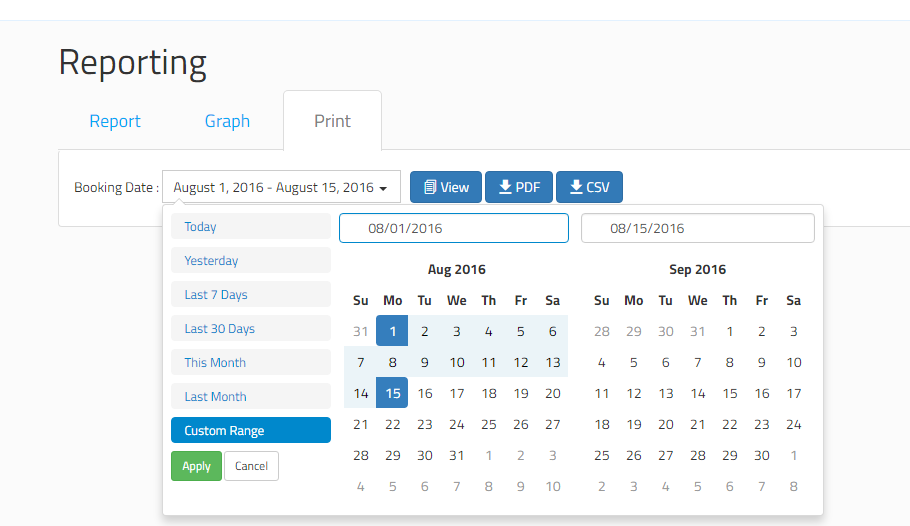 Reporting
Report Graph Print
Booking Date : August 1, 2016 - August 15, 2016 View PDF CSV
Today
Yesterday
Last 7 Days
Last 30 Days
This Month
Last Month
Custom Range
Apply Cancel
08/01/2016
Aug 2016
Su Mo Tu We Th Fr Sa
31 1 2 3 4 5 6
7 8 9 10 11 12 13
14 15 16 17 18 19 20
21 22 23 24 25 26 27
28 29 30 31 1 2 3
4 5 6 7 8 9 10
08/15/2016
Sep 2016
Su Mo Tu We Th Fr Sa
28 29 30 31 1 2 3
4 5 6 7 8 9 10
11 12 13 14 15 16 17
18 19 20 21 22 23 24
25 26 27 28 29 30 1
2 3 4 5 6 7 8